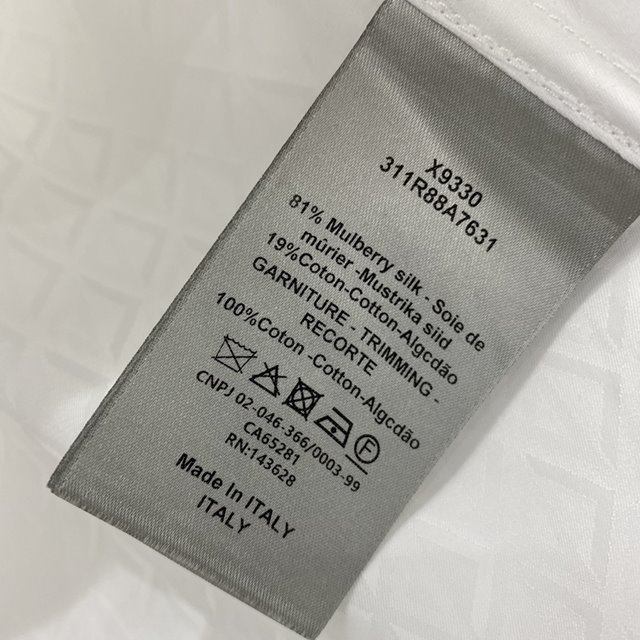 X9330
311R88A7631
81% Mulberry silk - Soie de
mûrier -Mustrika slid
19%Coton-Cotton-Algcdão
GARNITURE - TRIMMING -
RECORTE
100%Coton -Cotton-Algcdão
CNPJ 02-046.366/0003-99
CA65281
RN:143628
Made In ITALY
ITALY